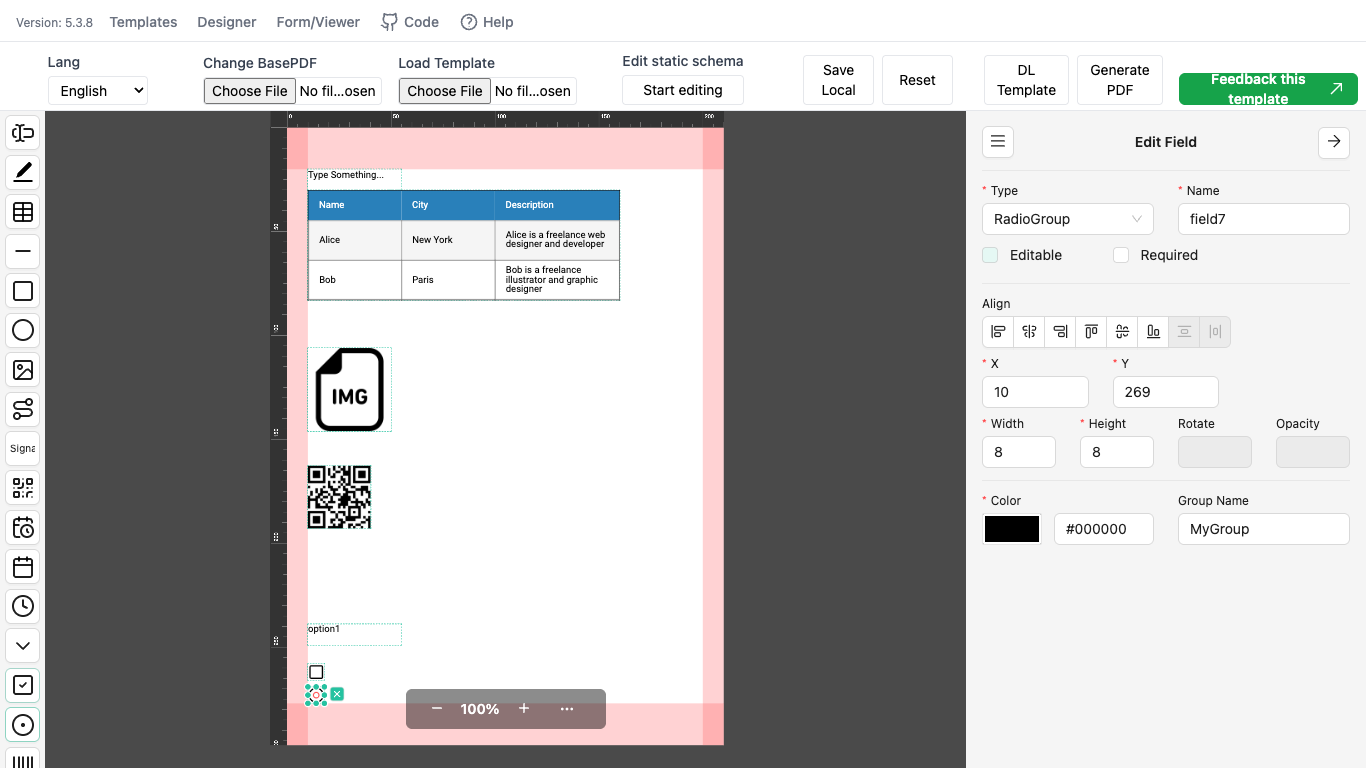 Version: 5.3.8
Templates
Designer
Form/Viewer
Code
Help
Lang
English
Change BasePDF
Choose File No fil...osen
Load Template
Choose File No fil...osen
Edit static schema
Start editing
Save
Local
Reset
DL
Template
Generate
PDF
Feedback this
template
Signa
0 50 100 150 200
50
100
150
200
250
Type Something...
Name City Description
Alice New York Alice is a freelance web
designer and developer
Bob Paris Bob is a freelance
illustrator and graphic
designer
IMG
option1
100%
Edit Field
* Type
RadioGroup
* Name
field7
Editable
Required
Align
* X
10
* Y
269
* Width
8
* Height
8
Rotate
Opacity
* Color
#000000
Group Name
MyGroup